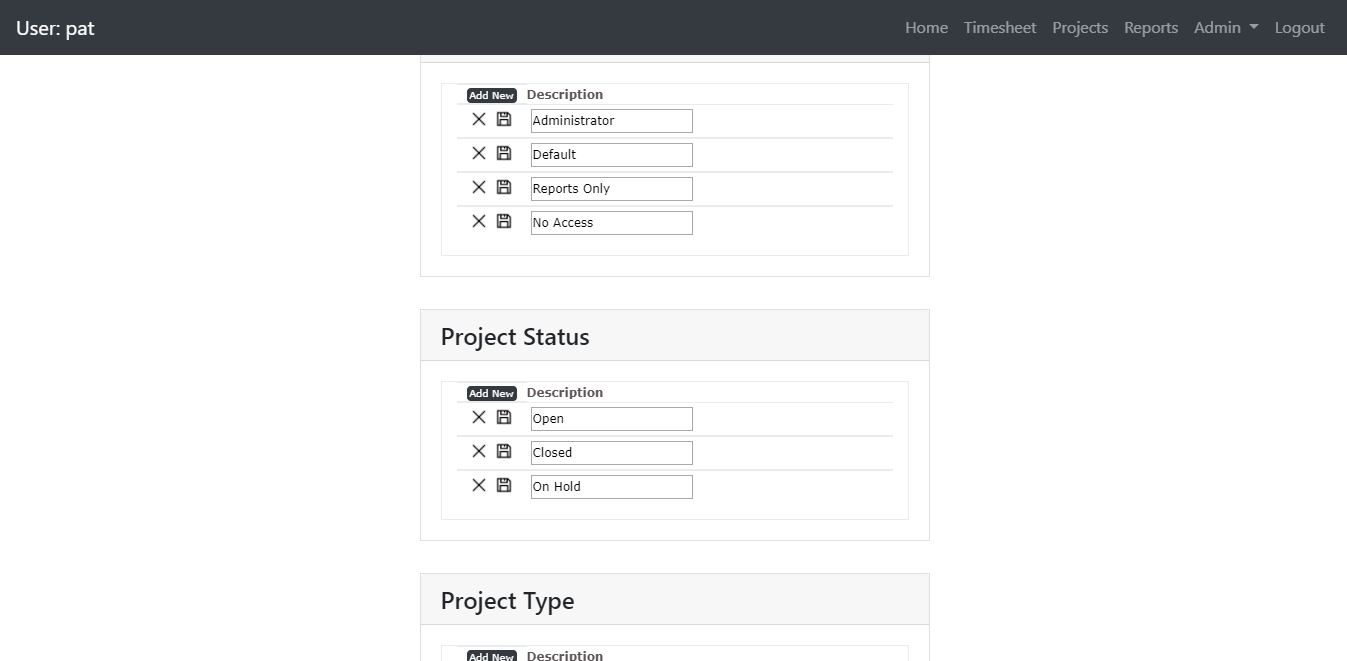 User: pat Home Timesheet Projects Reports Admin Logout
Add New Description
Administrator
Default
Reports Only
No Access
Project Status
Add New Description
Open
Closed
On Hold
Project Type
Add New Description